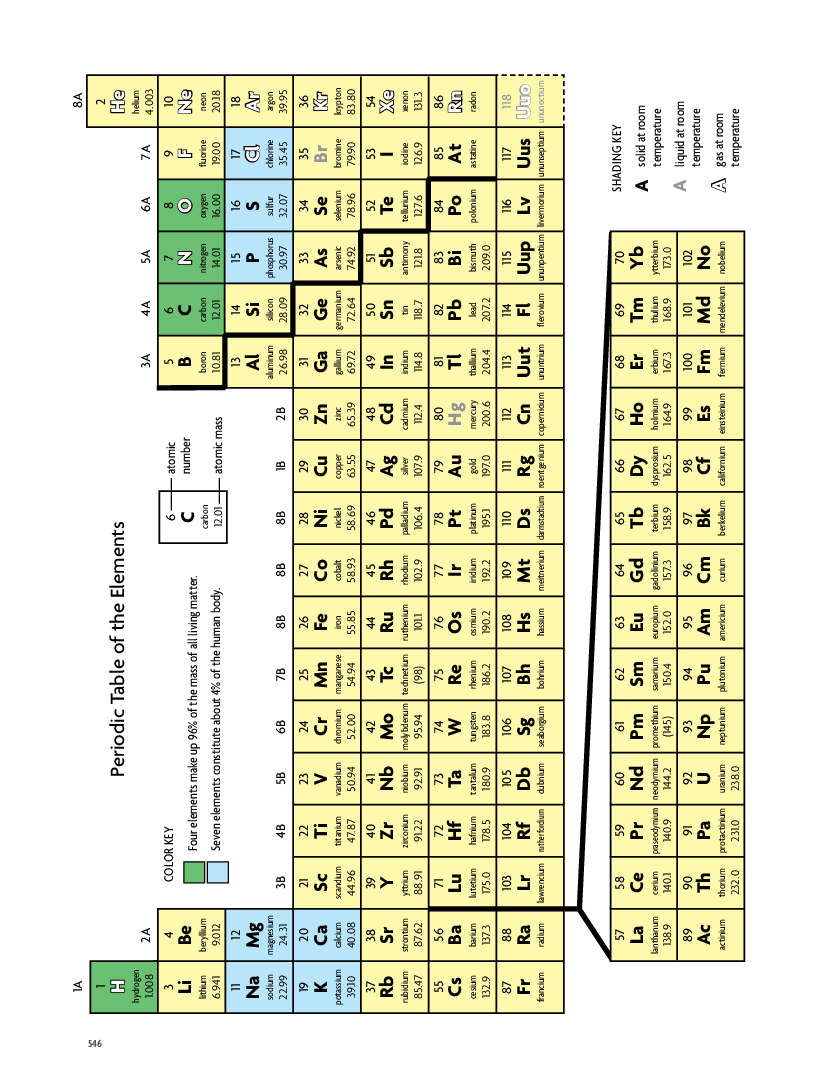 Periodic Table of the Elements
COLOR KEY
Four elements make up 96% of the mass of all living matter.
Seven elements constitute about 4% of the human body.
6 atomic number
C
carbon
12.01 atomic mass
1A 2A 3B 4B 5B 6B 7B 8B 8B 8B 1B 2B 3A 4A 5A 6A 7A 8A
1 2
H He
hydrogen helium
1.008 4.003
3 4 5 6 7 8 9 10
Li Be B C N O F Ne
lithium beryllium boron carbon nitrogen oxygen fluorine neon
6.941 9.012 10.81 12.01 14.01 16.00 19.00 20.18
11 12 13 14 15 16 17 18
Na Mg Al Si P S Cl Ar
sodium magnesium aluminum silicon phosphorus sulfur chlorine argon
22.99 24.31 26.98 28.09 30.97 32.07 35.45 39.95
19 20 21 22 23 24 25 26 27 28 29 30 31 32 33 34 35 36
K Ca Sc Ti V Cr Mn Fe Co Ni Cu Zn Ga Ge As Se Br Kr
potassium calcium scandium titanium vanadium chromium manganese iron cobalt nickel copper zinc gallium germanium arsenic selenium bromine krypton
39.10 40.08 44.96 47.87 50.94 52.00 54.94 55.85 58.93 58.69 63.55 65.39 69.72 72.64 74.92 78.96 79.90 83.80
37 38 39 40 41 42 43 44 45 46 47 48 49 50 51 52 53 54
Rb Sr Y Zr Nb Mo Tc Ru Rh Pd Ag Cd In Sn Sb Te I Xe
rubidium strontium yttrium zirconium niobium molybdenum technetium ruthenium rhodium palladium silver cadmium indium tin antimony tellurium iodine xenon
85.47 87.62 88.91 91.22 92.91 95.94 (98) 101.1 102.9 106.4 107.9 112.4 114.8 118.7 121.8 127.6 126.9 131.3
55 56 71 72 73 74 75 76 77 78 79 80 81 82 83 84 85 86
Cs Ba Lu Hf Ta W Re Os Ir Pt Au Hg Tl Pb Bi Po At Rn
cesium barium lutetium hafnium tantalum tungsten rhenium osmium iridium platinum gold mercury thallium lead bismuth polonium astatine radon
132.9 137.3 175.0 178.5 180.9 183.8 186.2 190.2 192.2 195.1 197.0 200.6 204.4 207.2 209.0
87 88 103 104 105 106 107 108 109 110 111 112 113 114 115 116 117 118
Fr Ra Lr Rf Db Sg Bh Hs Mt Ds Rg Cn Uut Fl Uup Lv Uus Uuo
francium radium lawrencium rutherfodium dubnium seaborgium bohrium hassium meitnerium darmstadtium roentgenium copernicium ununtrium flerovium ununpentium livermorium ununseptium ununoctium
57 58 59 60 61 62 63 64 65 66 67 68 69 70
La Ce Pr Nd Pm Sm Eu Gd Tb Dy Ho Er Tm Yb
lanthanum cerium praseodymium neodymium promethium samarium europium gadolinium terbium dysprosium holmium erbium thulium ytterbium
138.9 140.1 140.9 144.2 (145) 150.4 152.0 157.3 158.9 162.5 164.9 167.3 168.9 173.0
89 90 91 92 93 94 95 96 97 98 99 100 101 102
Ac Th Pa U Np Pu Am Cm Bk Cf Es Fm Md No
actinium thorium protactinium uranium neptunium plutonium americium curium berkelium californium einsteinium fermium mendelevium nobelium
232.0 231.0 238.0
SHADING KEY
A solid at room temperature
A liquid at room temperature
A gas at room temperature
546